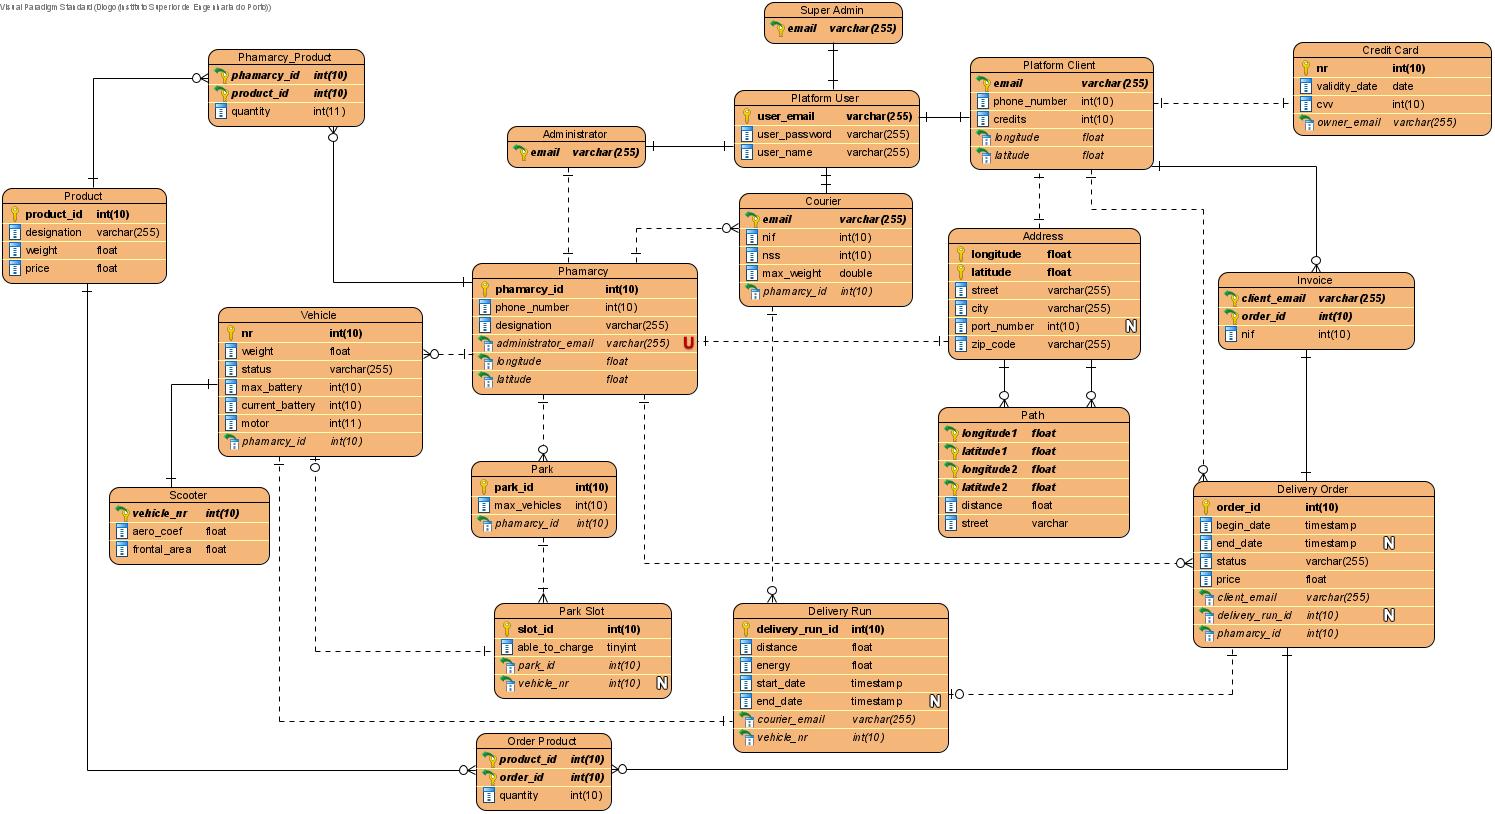 Visual Paradigm Standard (Diogo (Instituto Superior de Engenharia do Porto))
Super Admin
email varchar(255)
Phamarcy_Product
phamarcy_id int(10)
product_id int(10)
quantity int(11)
Platform Client
email varchar(255)
phone_number int(10)
credits int(10)
longitude float
latitude float
Credit Card
nr int(10)
validity_date date
cvv int(10)
owner_email varchar(255)
Platform User
user_email varchar(255)
user_password varchar(255)
user_name varchar(255)
Administrator
email varchar(255)
Product
product_id int(10)
designation varchar(255)
weight float
price float
Courier
email varchar(255)
nif int(10)
nss int(10)
max_weight double
phamarcy_id int(10)
Address
longitude float
latitude float
street varchar(255)
city varchar(255)
port_number int(10) N
zip_code varchar(255)
Phamarcy
phamarcy_id int(10)
phone_number int(10)
designation varchar(255)
administrator_email varchar(255) U
longitude float
latitude float
Invoice
client_email varchar(255)
order_id int(10)
nif int(10)
Vehicle
nr int(10)
weight float
status varchar(255)
max_battery int(10)
current_battery int(10)
motor int(11)
phamarcy_id int(10)
Path
longitude1 float
latitude1 float
longitude2 float
latitude2 float
distance float
street varchar
Park
park_id int(10)
max_vehicles int(10)
phamarcy_id int(10)
Scooter
vehicle_nr int(10)
aero_coef float
frontal_area float
Delivery Order
order_id int(10)
begin_date timestamp
end_date timestamp N
status varchar(255)
price float
client_email varchar(255)
delivery_run_id int(10) N
phamarcy_id int(10)
Park Slot
slot_id int(10)
able_to_charge tinyint
park_id int(10)
vehicle_nr int(10) N
Delivery Run
delivery_run_id int(10)
distance float
energy float
start_date timestamp
end_date timestamp N
courier_email varchar(255)
vehicle_nr int(10)
Order Product
product_id int(10)
order_id int(10)
quantity int(10)